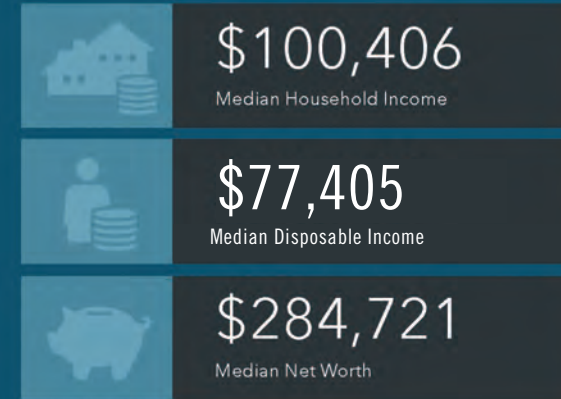 $100,406
Median Household Income
$77,405
Median Disposable Income
$284,721
Median Net Worth